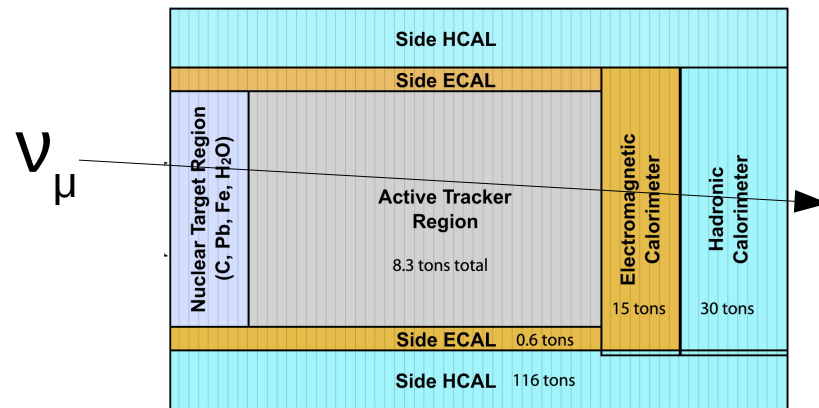 Side HCAL
Side ECAL
ν
μ
Nuclear Target Region
(C, Pb, Fe, H₂O)
Active Tracker
Region
8.3 tons total
Electromagnetic
Calorimeter
15 tons
Hadronic
Calorimeter
30 tons
Side ECAL 0.6 tons
Side HCAL 116 tons